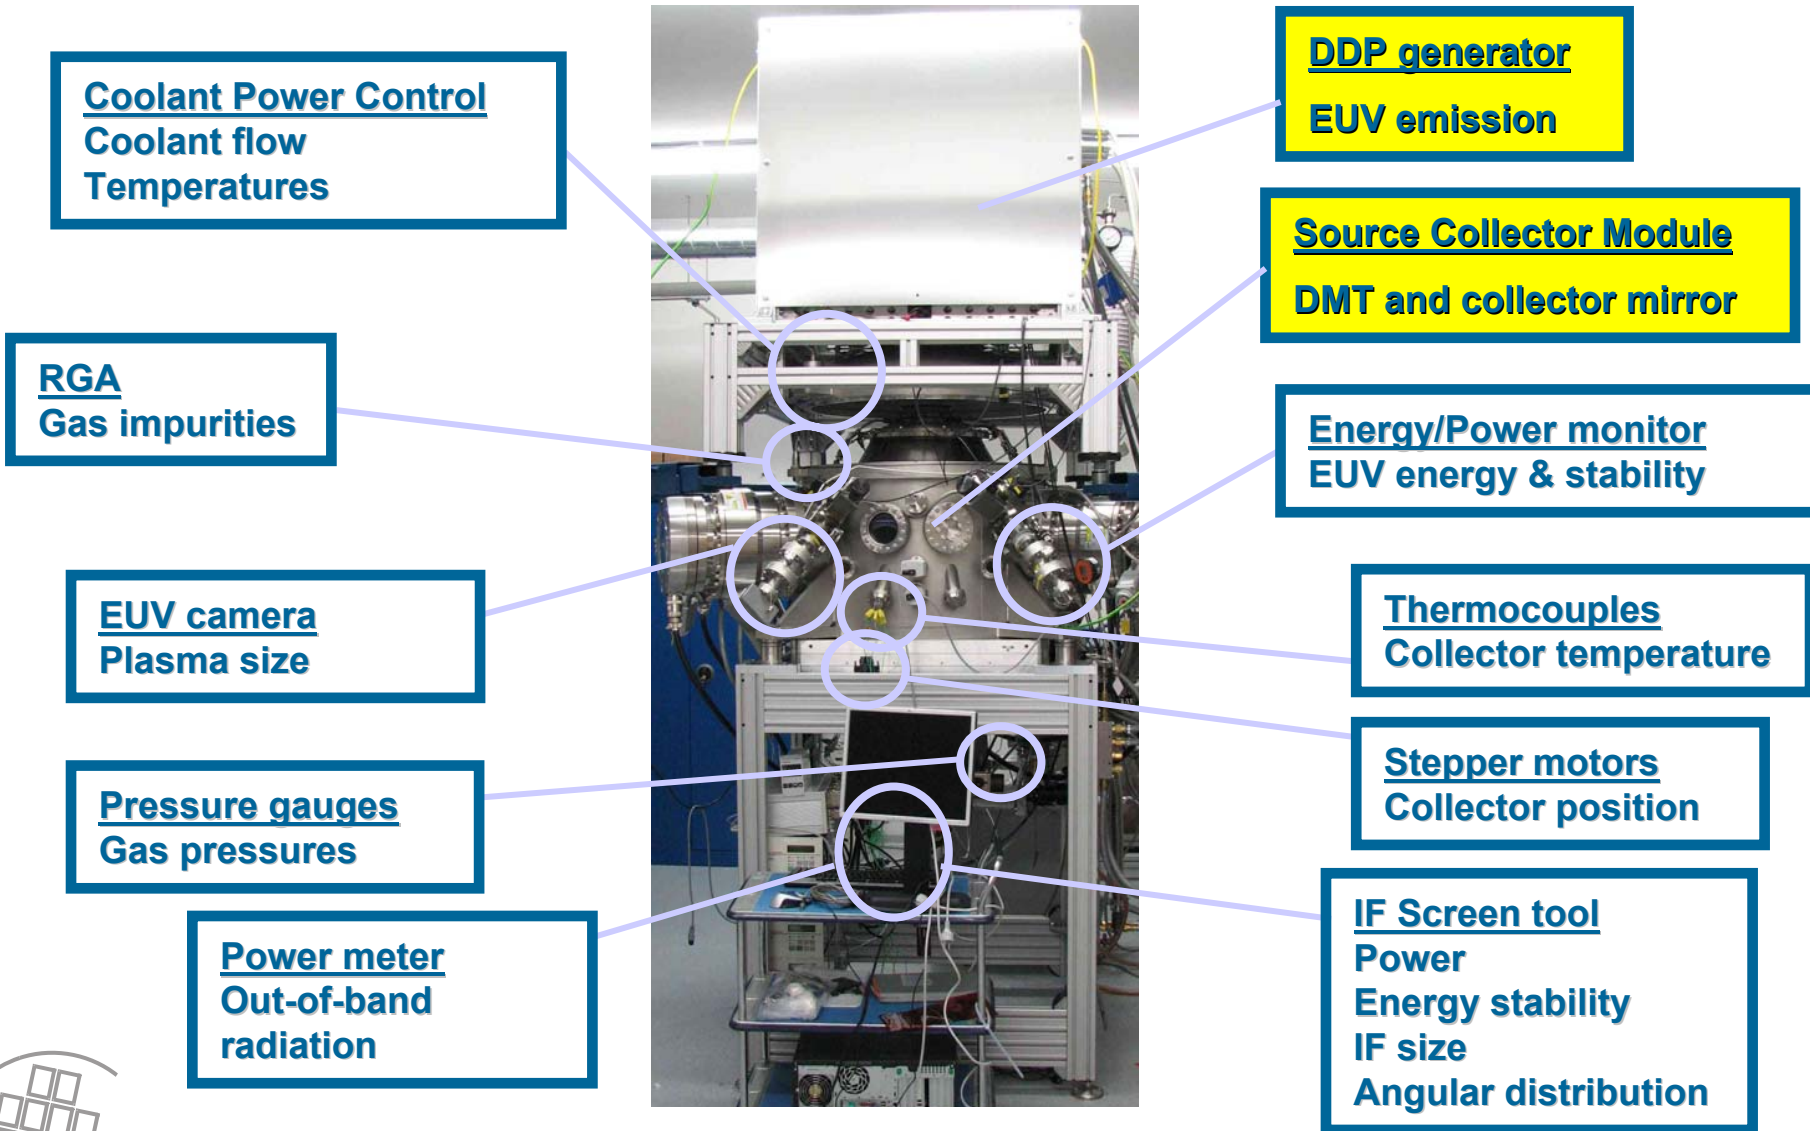 Coolant Power Control
Coolant flow
Temperatures
RGA
Gas impurities
EUV camera
Plasma size
Pressure gauges
Gas pressures
Power meter
Out-of-band
radiation
DDP generator
EUV emission
Source Collector Module
DMT and collector mirror
Energy/Power monitor
EUV energy & stability
Thermocouples
Collector temperature
Stepper motors
Collector position
IF Screen tool
Power
Energy stability
IF size
Angular distribution